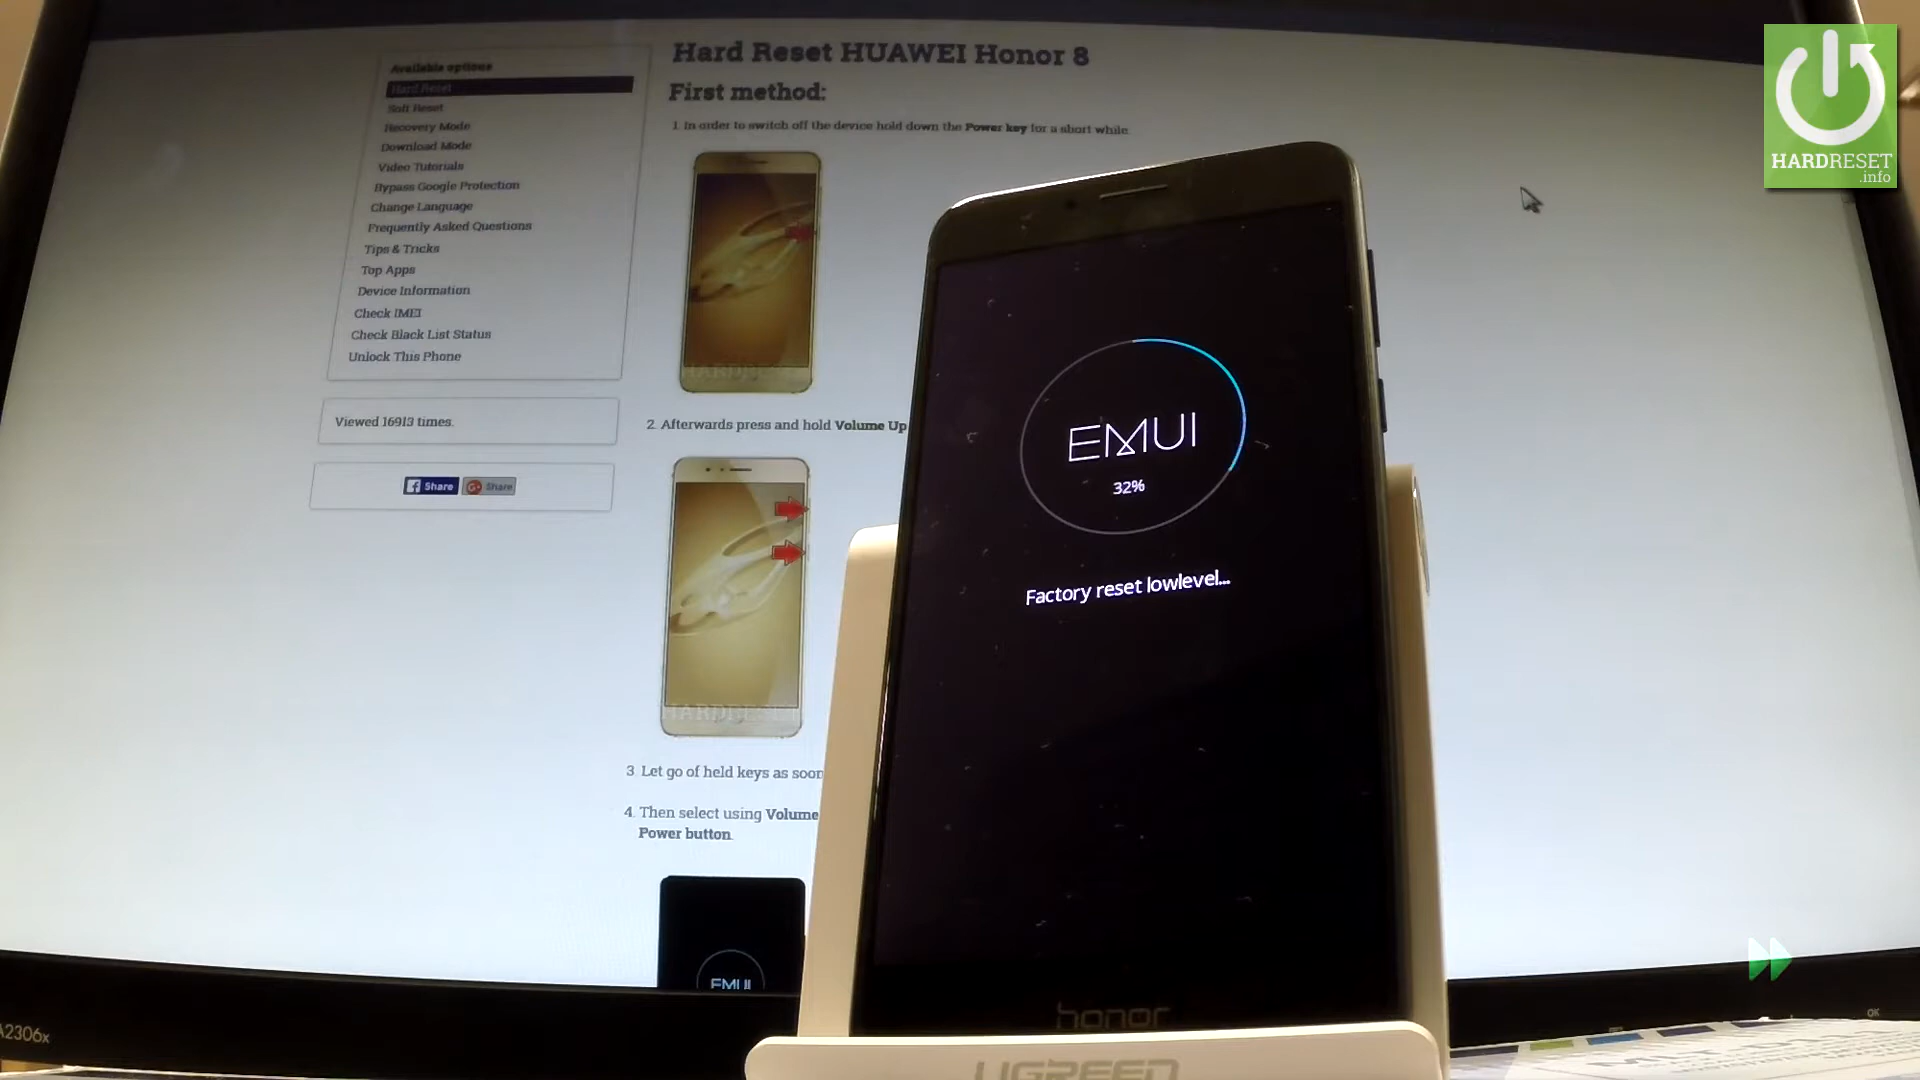 Hard Reset HUAWEI Honor 8
First method:
1. In order to switch off the device hold down the Power key for a short while.
2. Afterwards press and hold Volume Up
3. Let go of held keys as soon
4. Then select using Volume
Power button.
EMUI
Available options
Hard Reset
Soft Reset
Recovery Mode
Download Mode
Video Tutorials
Bypass Google Protection
Change Language
Frequently Asked Questions
Tips & Tricks
Top Apps
Device Information
Check IMEI
Check Black List Status
Unlock This Phone
Viewed 16913 times.
Share
Share
EMUI
32%
Factory reset lowlevel...
honor
UGREEN
HARDRESET
.info
A2306x
OK